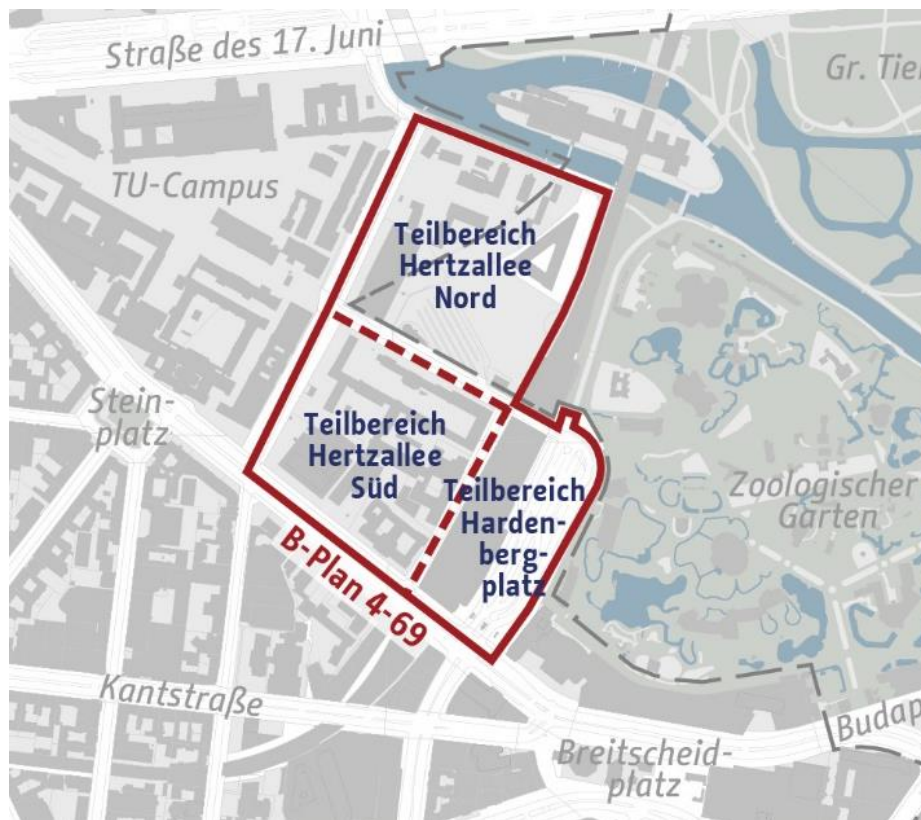 Straße des 17. Juni
Gr. Tier
TU-Campus
Teilbereich
Hertzallee
Nord
Stein-
platz
Teilbereich
Hertzallee
Süd
Teilbereich
Harden-
berg-
platz
Zoologischer
Garten
B-Plan 4-69
Kantstraße
Breitscheid-
platz
Budap